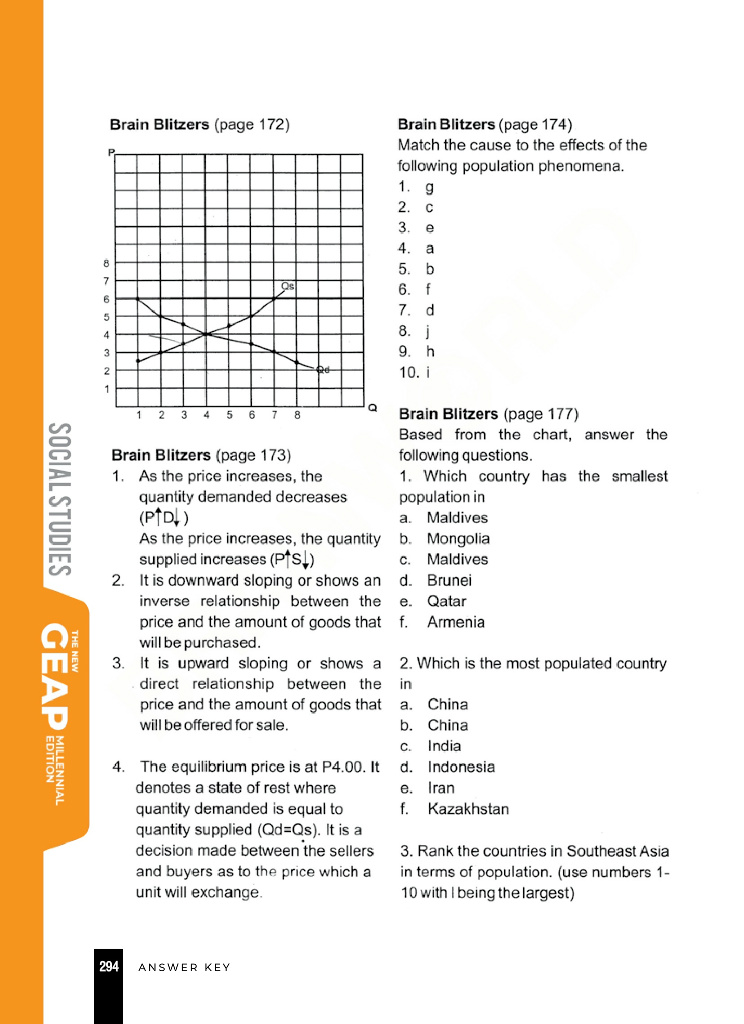 Brain Blitzers (page 172)
P
8
7
6
5
4
3
2
1
Qs
Qd
Q
1 2 3 4 5 6 7 8
Brain Blitzers (page 173)
1. As the price increases, the
quantity demanded decreases
(P↑D↓)
As the price increases, the quantity
supplied increases (P↑S↓)
2. It is downward sloping or shows an
inverse relationship between the
price and the amount of goods that
will be purchased.
3. It is upward sloping or shows a
direct relationship between the
price and the amount of goods that
will be offered for sale.
4. The equilibrium price is at P4.00. It
denotes a state of rest where
quantity demanded is equal to
quantity supplied (Qd=Qs). It is a
decision made between the sellers
and buyers as to the price which a
unit will exchange.
Brain Blitzers (page 174)
Match the cause to the effects of the
following population phenomena.
1. g
2. c
3. e
4. a
5. b
6. f
7. d
8. j
9. h
10. i
Brain Blitzers (page 177)
Based from the chart, answer the
following questions.
1. Which country has the smallest
population in
a. Maldives
b. Mongolia
c. Maldives
d. Brunei
e. Qatar
f. Armenia
2. Which is the most populated country
in
a. China
b. China
c. India
d. Indonesia
e. Iran
f. Kazakhstan
3. Rank the countries in Southeast Asia
in terms of population. (use numbers 1-
10 with I being the largest)
SOCIAL STUDIES
THE NEW
GEAP
MILLENNIAL
EDITION
294 ANSWER KEY